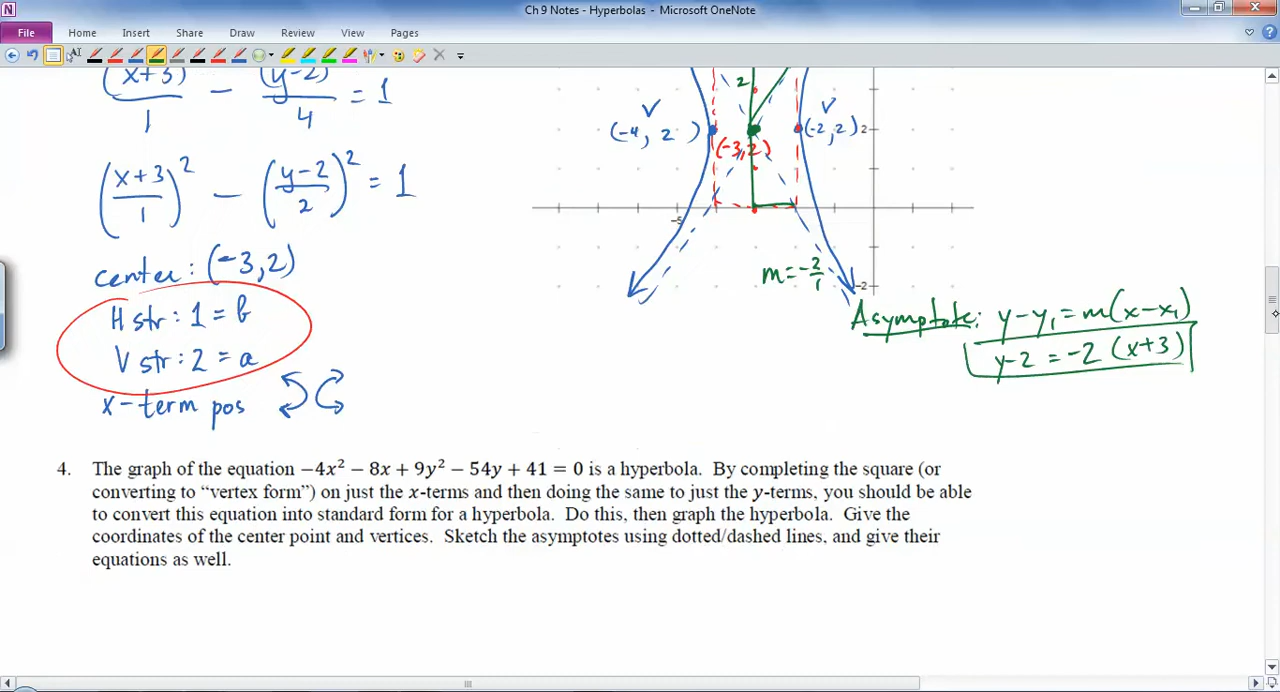 Ch 9 Notes - Hyperbolas - Microsoft OneNote
File Home Insert Share Draw Review View Pages
(x+3) / 1 − (y−2) / 4 = 1
((x+3)/1)² − ((y−2)/2)² = 1
center: (−3, 2)
H str: 1 = b
V str: 2 = a
x-term pos
2
V V
(−4, 2) (−2, 2) 2
(−3, 2)
-5
m = −2/1
-2
Asymptote: y−y₁ = m(x−x₁)
y−2 = −2 (x+3)
4. The graph of the equation −4x² − 8x + 9y² − 54y + 41 = 0 is a hyperbola. By completing the square (or
converting to “vertex form”) on just the x-terms and then doing the same to just the y-terms, you should be able
to convert this equation into standard form for a hyperbola. Do this, then graph the hyperbola. Give the
coordinates of the center point and vertices. Sketch the asymptotes using dotted/dashed lines, and give their
equations as well.